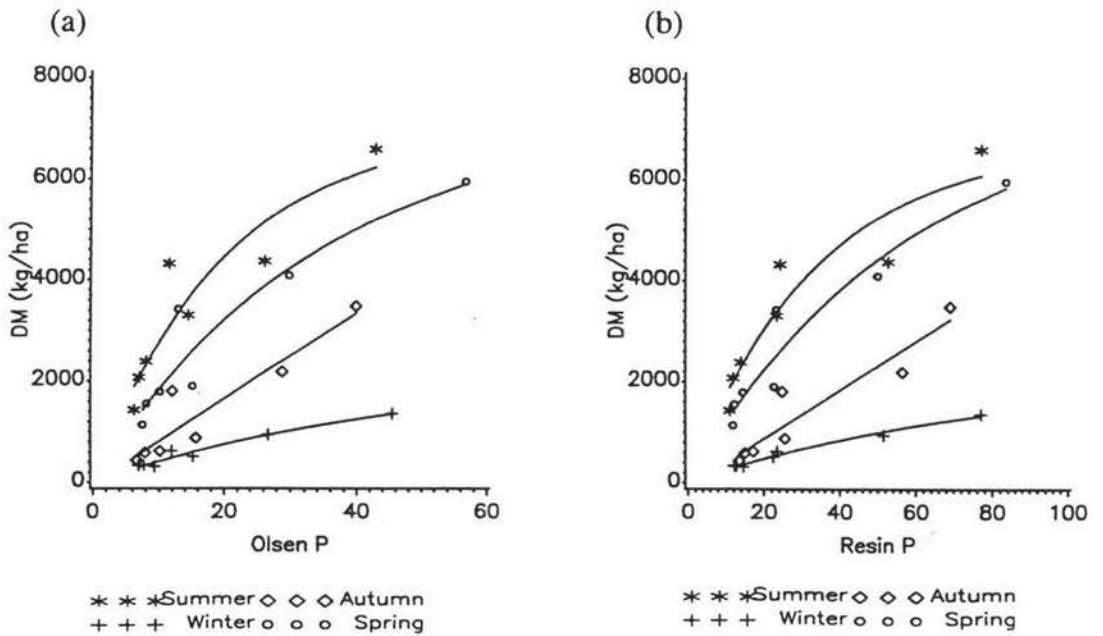 (a)
8000
6000
4000
2000
0
DM (kg/ha)
0 20 40 60
Olsen P
Summer Autumn
Winter Spring
(b)
8000
6000
4000
2000
0
DM (kg/ha)
0 20 40 60 80 100
Resin P
Summer Autumn
Winter Spring